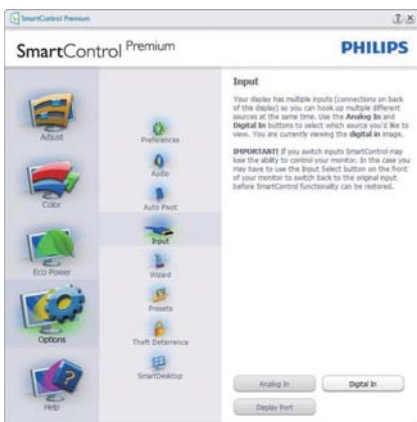 SmartControl Premium
SmartControl Premium
PHILIPS
Adjust
Color
Eco Power
Options
Help
Preferences
Audio
Auto Pivot
Input
Wizard
Presets
Theft Deterrence
SmartDesktop
Input
Your display has multiple inputs (connections on back
of the display) so you can hook up multiple different
sources at the same time. Use the Analog In and
Digital In buttons to select which source you'd like to
view. You are currently viewing the digital in image.
IMPORTANT! If you switch inputs SmartControl may
lose the ability to control your monitor. In the case you
may have to use the Input Select button on the front
of your monitor to switch back to the original input
before SmartControl functionality can be restored.
Analog In
Digital In
Display Port